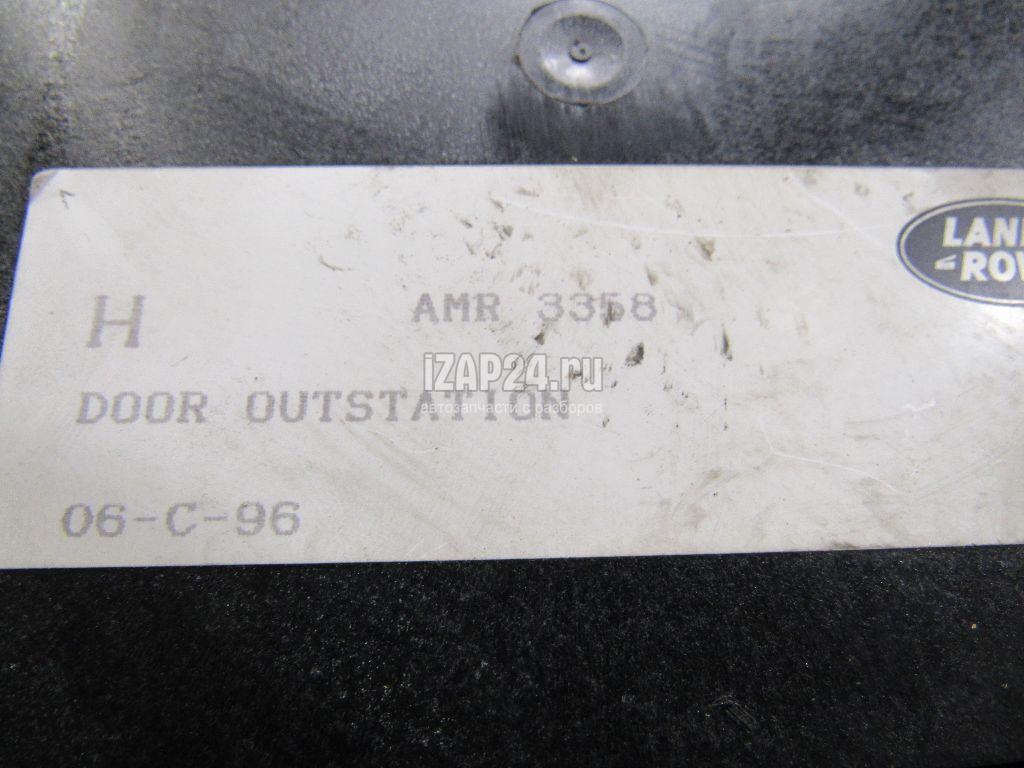 LAND
ROV
H AMR 3358
iZAP24.ru
DOOR OUTSTATION
автозапчасти с разборов
06-C-96